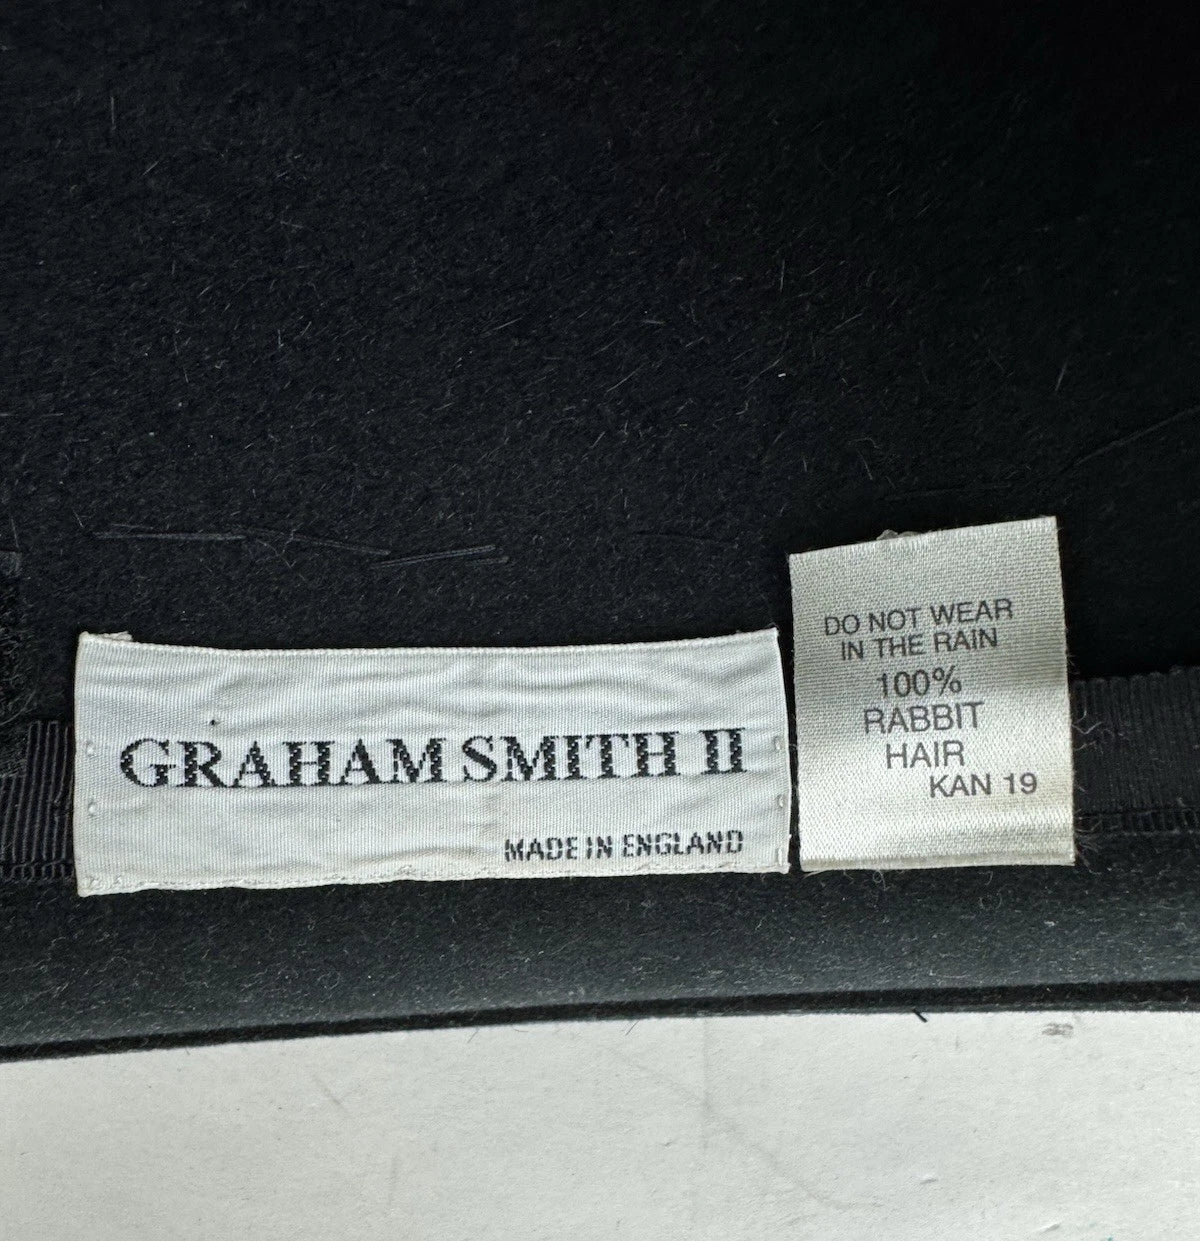 GRAHAM SMITH II
MADE IN ENGLAND
DO NOT WEAR
IN THE RAIN
100%
RABBIT
HAIR
KAN 19